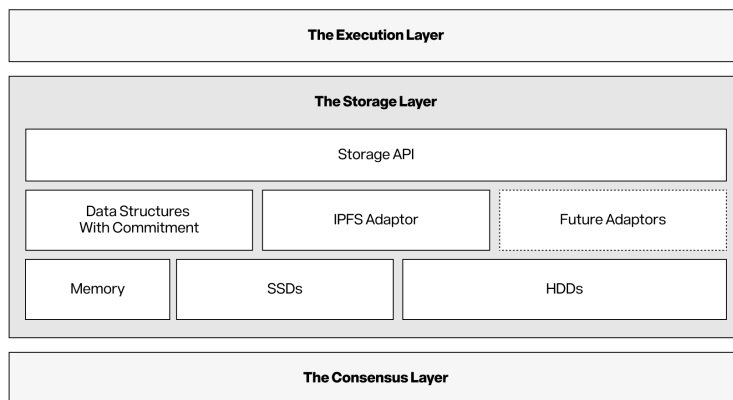 The Execution Layer
The Storage Layer
Storage API
Data Structures
With Commitment
IPFS Adaptor
Future Adaptors
Memory
SSDs
HDDs
The Consensus Layer